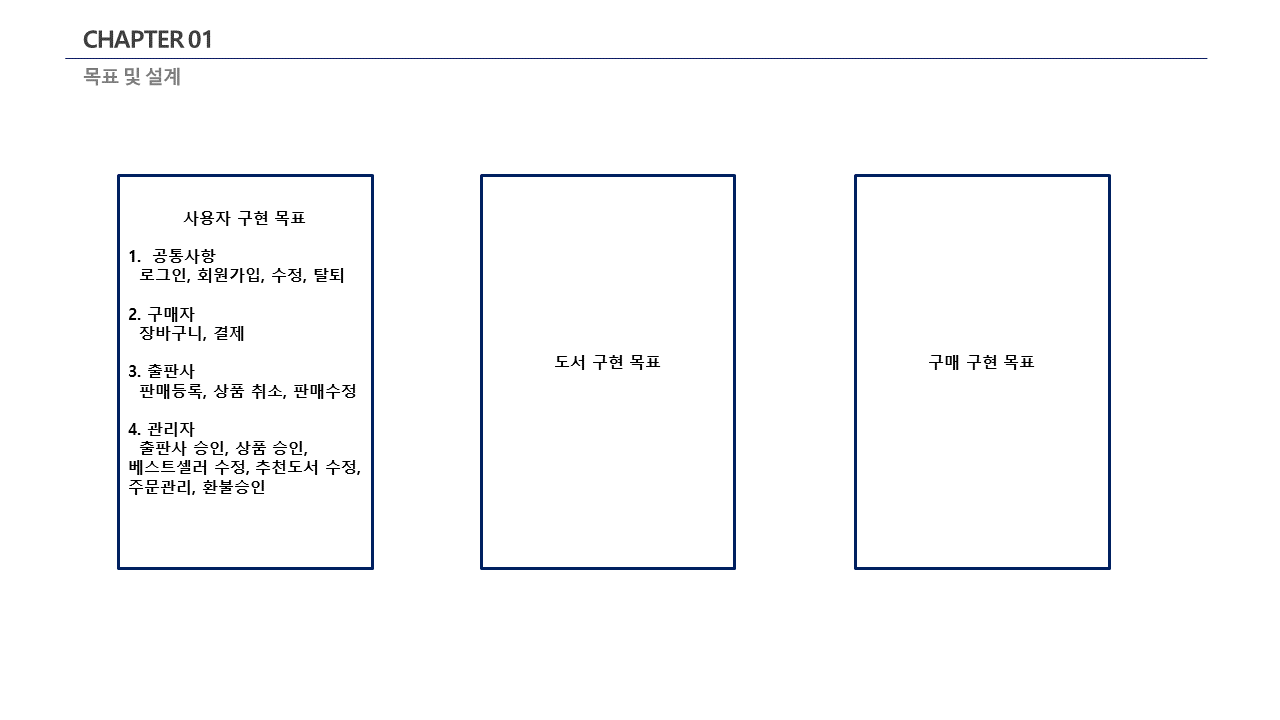 CHAPTER 01
목표 및 설계
사용자 구현 목표
1. 공통사항
로그인, 회원가입, 수정, 탈퇴
2. 구매자
장바구니, 결제
3. 출판사
판매등록, 상품 취소, 판매수정
4. 관리자
출판사 승인, 상품 승인,
베스트셀러 수정, 추천도서 수정,
주문관리, 환불승인
도서 구현 목표
구매 구현 목표